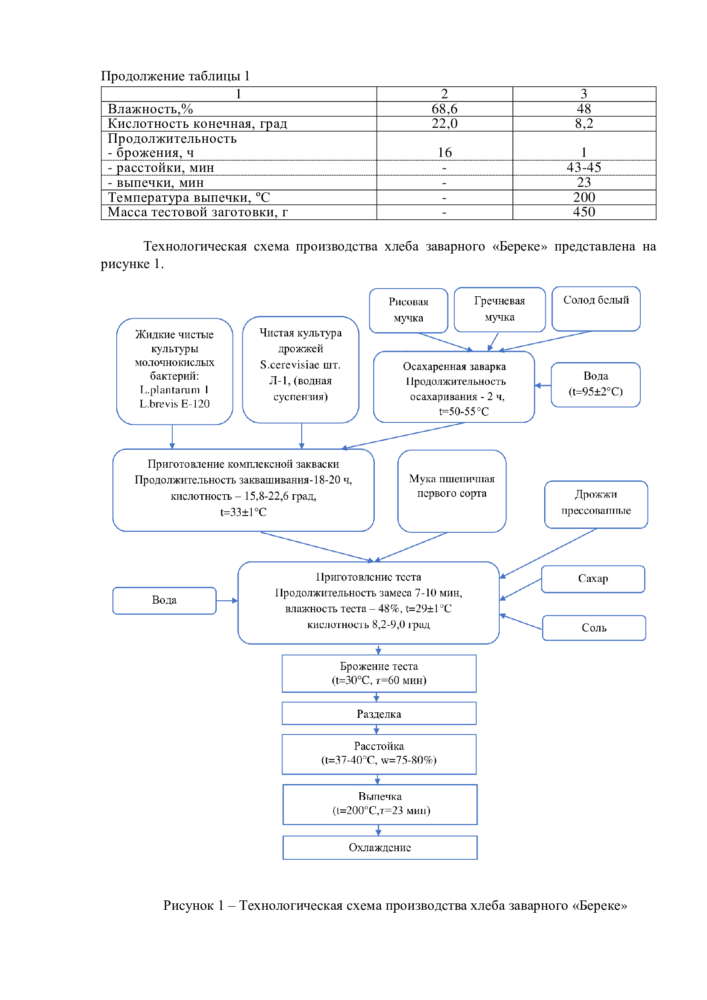 Продолжение таблицы 1
1 2 3
Влажность,% 68,6 48
Кислотность конечная, град 22,0 8,2
Продолжительность
- брожения, ч 16 1
- расстойки, мин - 43-45
- выпечки, мин - 23
Температура выпечки, ºС - 200
Масса тестовой заготовки, г - 450
Технологическая схема производства хлеба заварного «Береке» представлена на
рисунке 1.
Рисовая
мучка
Гречневая
мучка
Солод белый
Жидкие чистые
культуры
молочнокислых
бактерий:
L.plantarum 1
L.brevis E-120
Чистая культура
дрожжей
S.cerevisiae шт.
Л-1, (водная
суспензия)
Осахаренная заварка
Продолжительность
осахаривания - 2 ч,
t=50-55°С
Вода
(t=95±2°С)
Приготовление комплексной закваски
Продолжительность заквашивания-18-20 ч,
кислотность – 15,8-22,6 град,
t=33±1°С
Мука пшеничная
первого сорта
Дрожжи
прессованные
Приготовление теста
Продолжительность замеса 7-10 мин,
влажность теста – 48%, t=29±1°С
кислотность 8,2-9,0 град
Вода
Сахар
Соль
Брожение теста
(t=30°С, τ=60 мин)
Разделка
Расстойка
(t=37-40°С, w=75-80%)
Выпечка
(t=200°С,τ=23 мин)
Охлаждение
Рисунок 1 – Технологическая схема производства хлеба заварного «Береке»